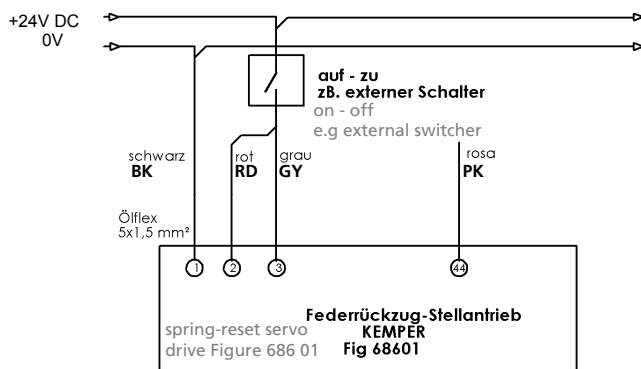 +24V DC
0V
auf - zu
zB. externer Schalter
on - off
e.g external switcher
schwarz
BK
rot
RD
grau
GY
rosa
PK
Ölflex
5x1,5 mm²
1
2
3
44
Federrückzug-Stellantrieb
KEMPER
Fig 68601
spring-reset servo
drive Figure 686 01